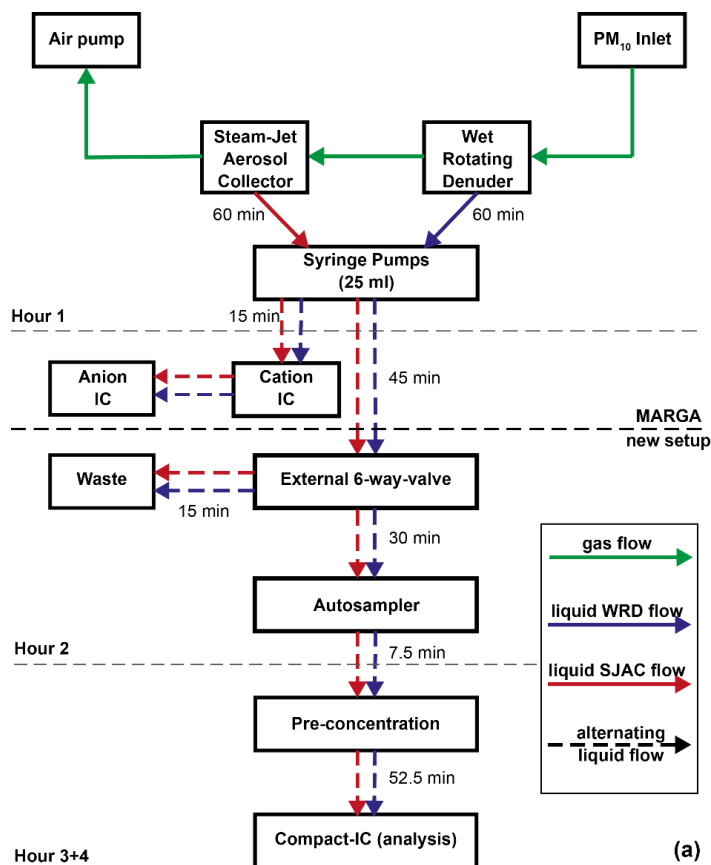 Air pump
PM₁₀ Inlet
Steam-Jet
Aerosol
Collector
Wet
Rotating
Denuder
60 min
60 min
Syringe Pumps
(25 ml)
Hour 1
15 min
Anion
IC
Cation
IC
45 min
MARGA
new setup
Waste
External 6-way-valve
15 min
30 min
gas flow
Autosampler
liquid WRD flow
Hour 2
7.5 min
liquid SJAC flow
Pre-concentration
alternating
liquid flow
52.5 min
Compact-IC (analysis)
Hour 3+4
(a)